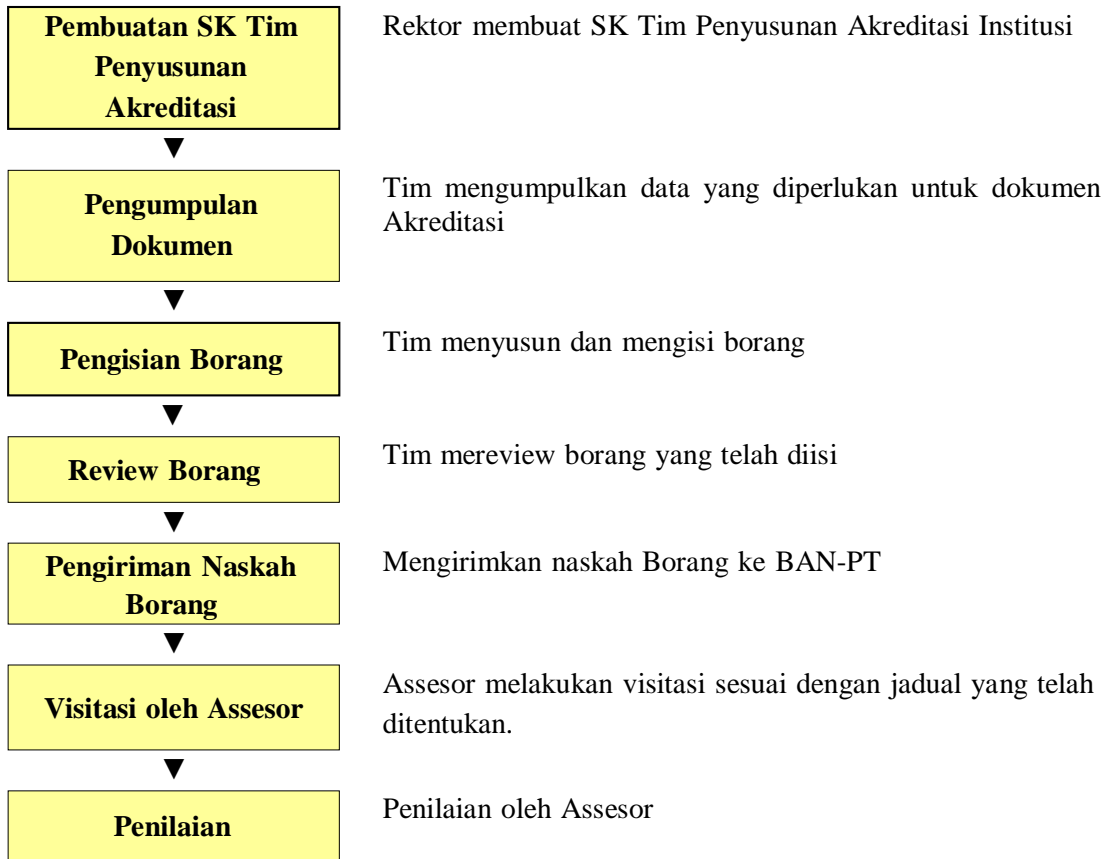 Pembuatan SK Tim
Penyusunan
Akreditasi
Rektor membuat SK Tim Penyusunan Akreditasi Institusi
Pengumpulan
Dokumen
Tim mengumpulkan data yang diperlukan untuk dokumen
Akreditasi
Pengisian Borang
Tim menyusun dan mengisi borang
Review Borang
Tim mereview borang yang telah diisi
Pengiriman Naskah
Borang
Mengirimkan naskah Borang ke BAN-PT
Visitasi oleh Assesor
Assesor melakukan visitasi sesuai dengan jadual yang telah
ditentukan.
Penilaian
Penilaian oleh Assesor